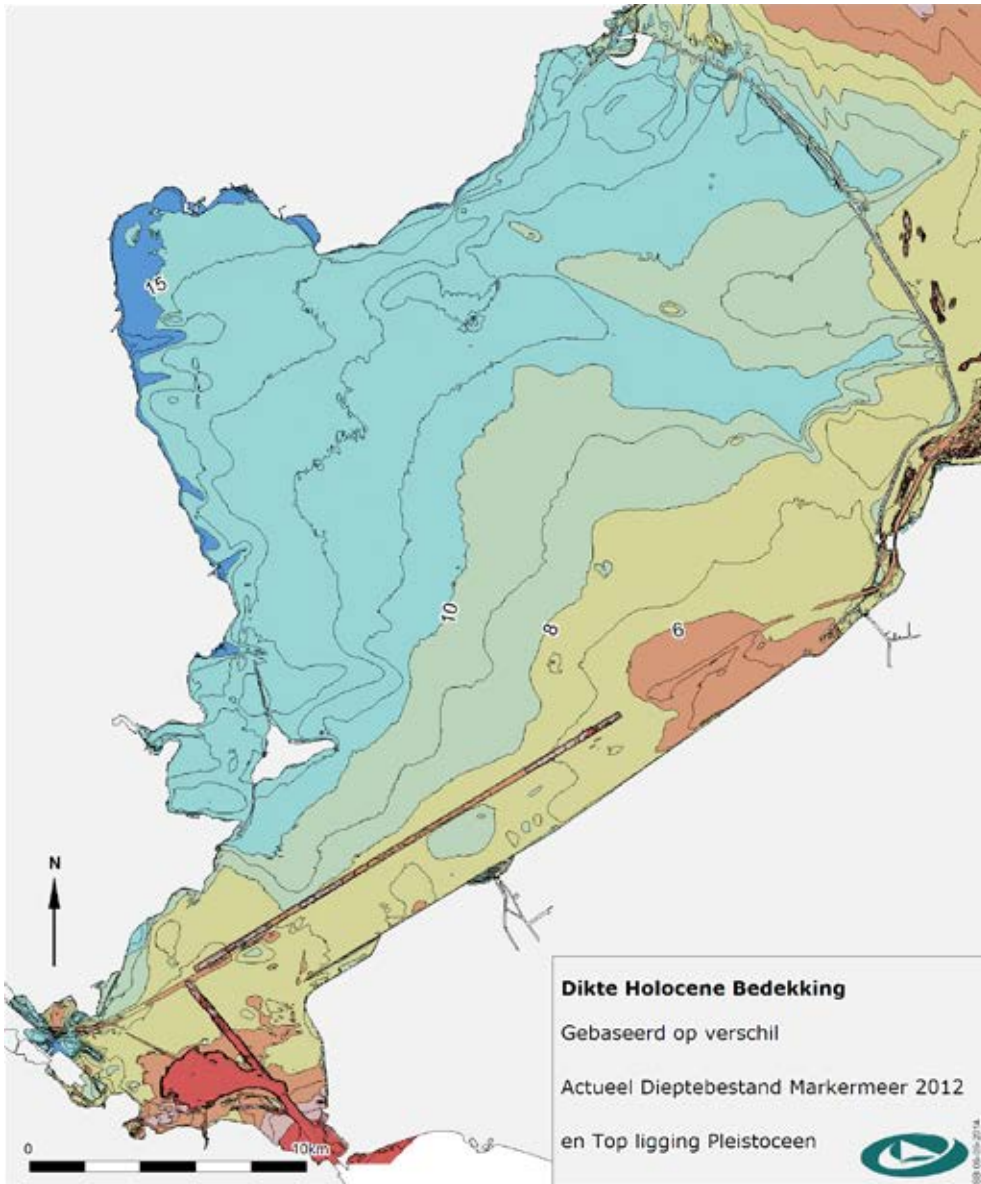 15
10
8
6
N
0
10km
Dikte Holocene Bedekking
Gebaseerd op verschil
Actueel Dieptebestand Markermeer 2012
en Top ligging Pleistoceen